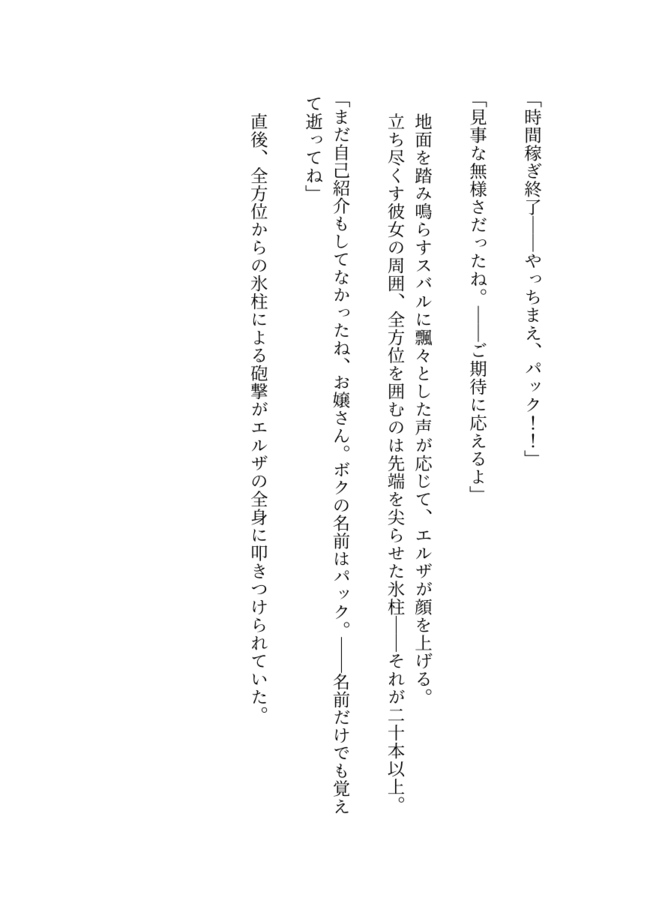 「時間稼ぎ終了――やっちまえ、パック！！」
「見事な無様さだったね。――ご期待に応えるよ」
地面を踏み鳴らすスバルに飄々とした声が応じて、エルザが顔を上げる。
立ち尽くす彼女の周囲、全方位を囲むのは先端を尖らせた氷柱――それが二十本以上。
「まだ自己紹介もしてなかったね、お嬢さん。ボクの名前はパック。――名前だけでも覚え
て逝ってね」
直後、全方位からの氷柱による砲撃がエルザの全身に叩きつけられていた。